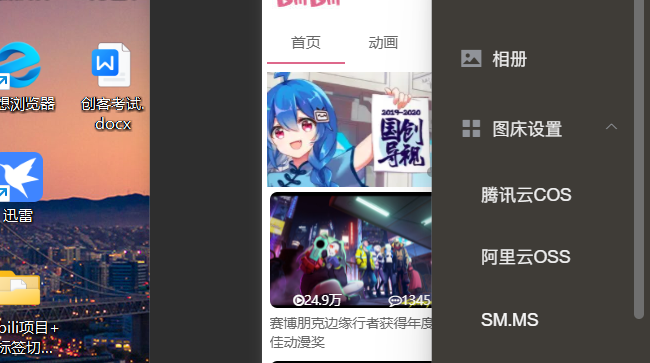 想浏览器
创客考试.
docx
迅雷
bili项目+
标签切...
首页
动画
2019-2020
国创
导视
24.9万
1345
赛博朋克边缘行者获得年度
佳动漫奖
相册
图床设置
腾讯云COS
阿里云OSS
SM.MS